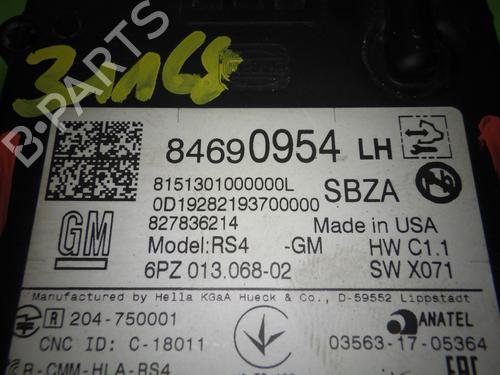 84690954 LH
8151301000000L SBZA
0D19282193700000
827836214 Made in USA
GM Model:RS4 -GM HW C1.1
6PZ 013.068-02 SW X071
Manufactured by Hella KGaA Hueck & Co., D-59552 Lippstadt
R 204-750001 ANATEL
CNC ID: C-18011 03563-17-05364
R-CMM-HLA-RS4
B-PARTS